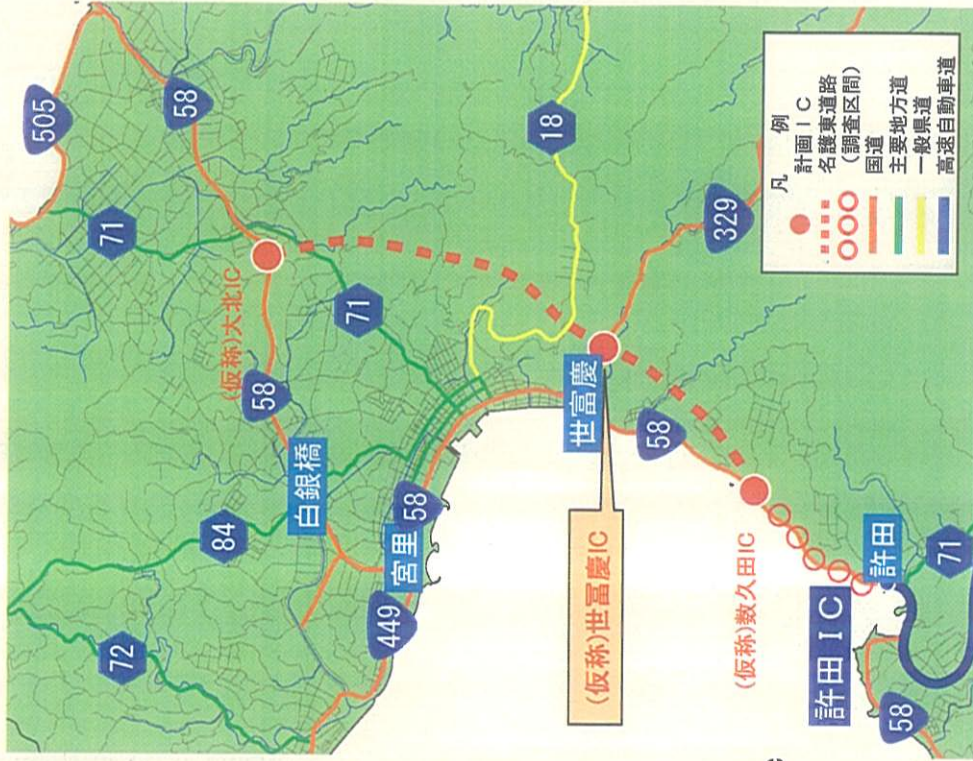 505
58
71
18
(仮称)大北IC
58
71
329
白銀橋
84
72
宮里
58
449
世冨慶
58
(仮称)世冨慶IC
(仮称)数久田IC
許田
許田IC
71
58
凡例
計画IC
名護東道路
(調査区間)
国道
主要地方道
一般県道
高速自動車道